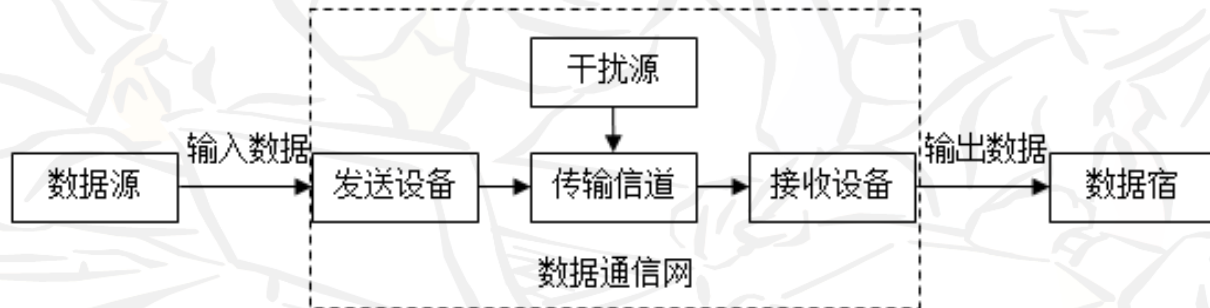 干扰源
输入数据
输出数据
数据源
发送设备
传输信道
接收设备
数据宿
数据通信网